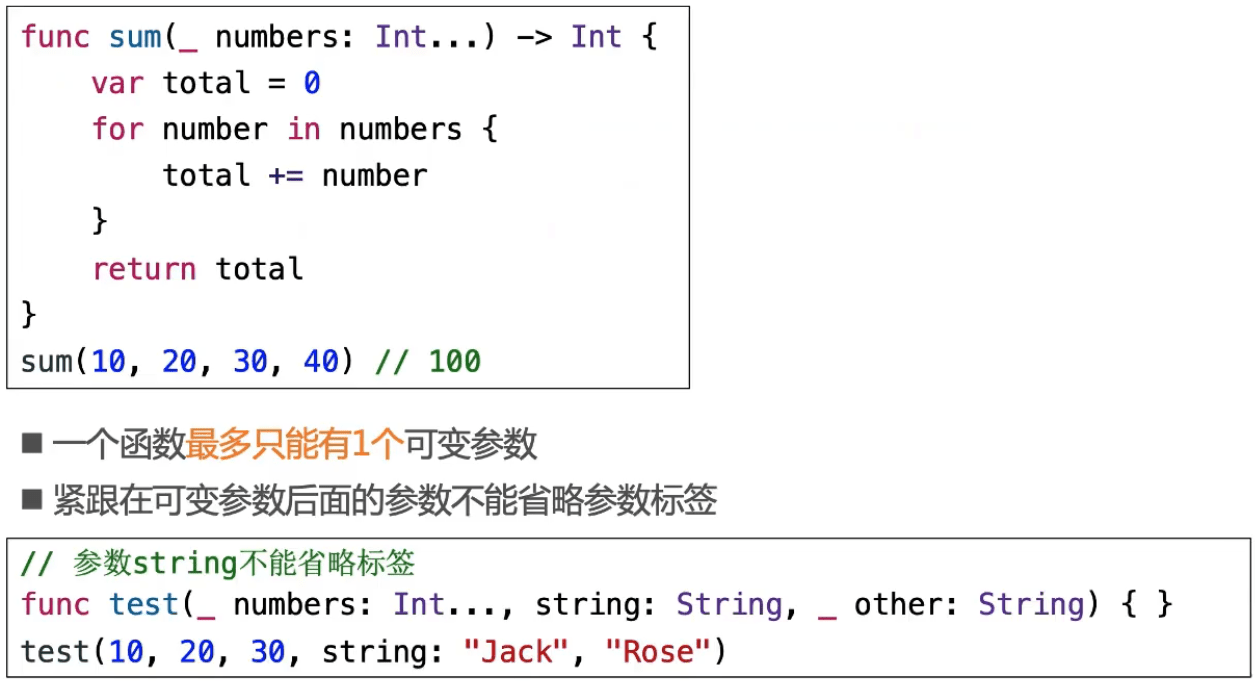 func sum(_ numbers: Int...) -> Int {
    var total = 0
    for number in numbers {
        total += number
    }
    return total
}
sum(10, 20, 30, 40) // 100
■ 一个函数最多只能有1个可变参数
■ 紧跟在可变参数后面的参数不能省略参数标签
// 参数string不能省略标签
func test(_ numbers: Int..., string: String, _ other: String) { }
test(10, 20, 30, string: "Jack", "Rose")